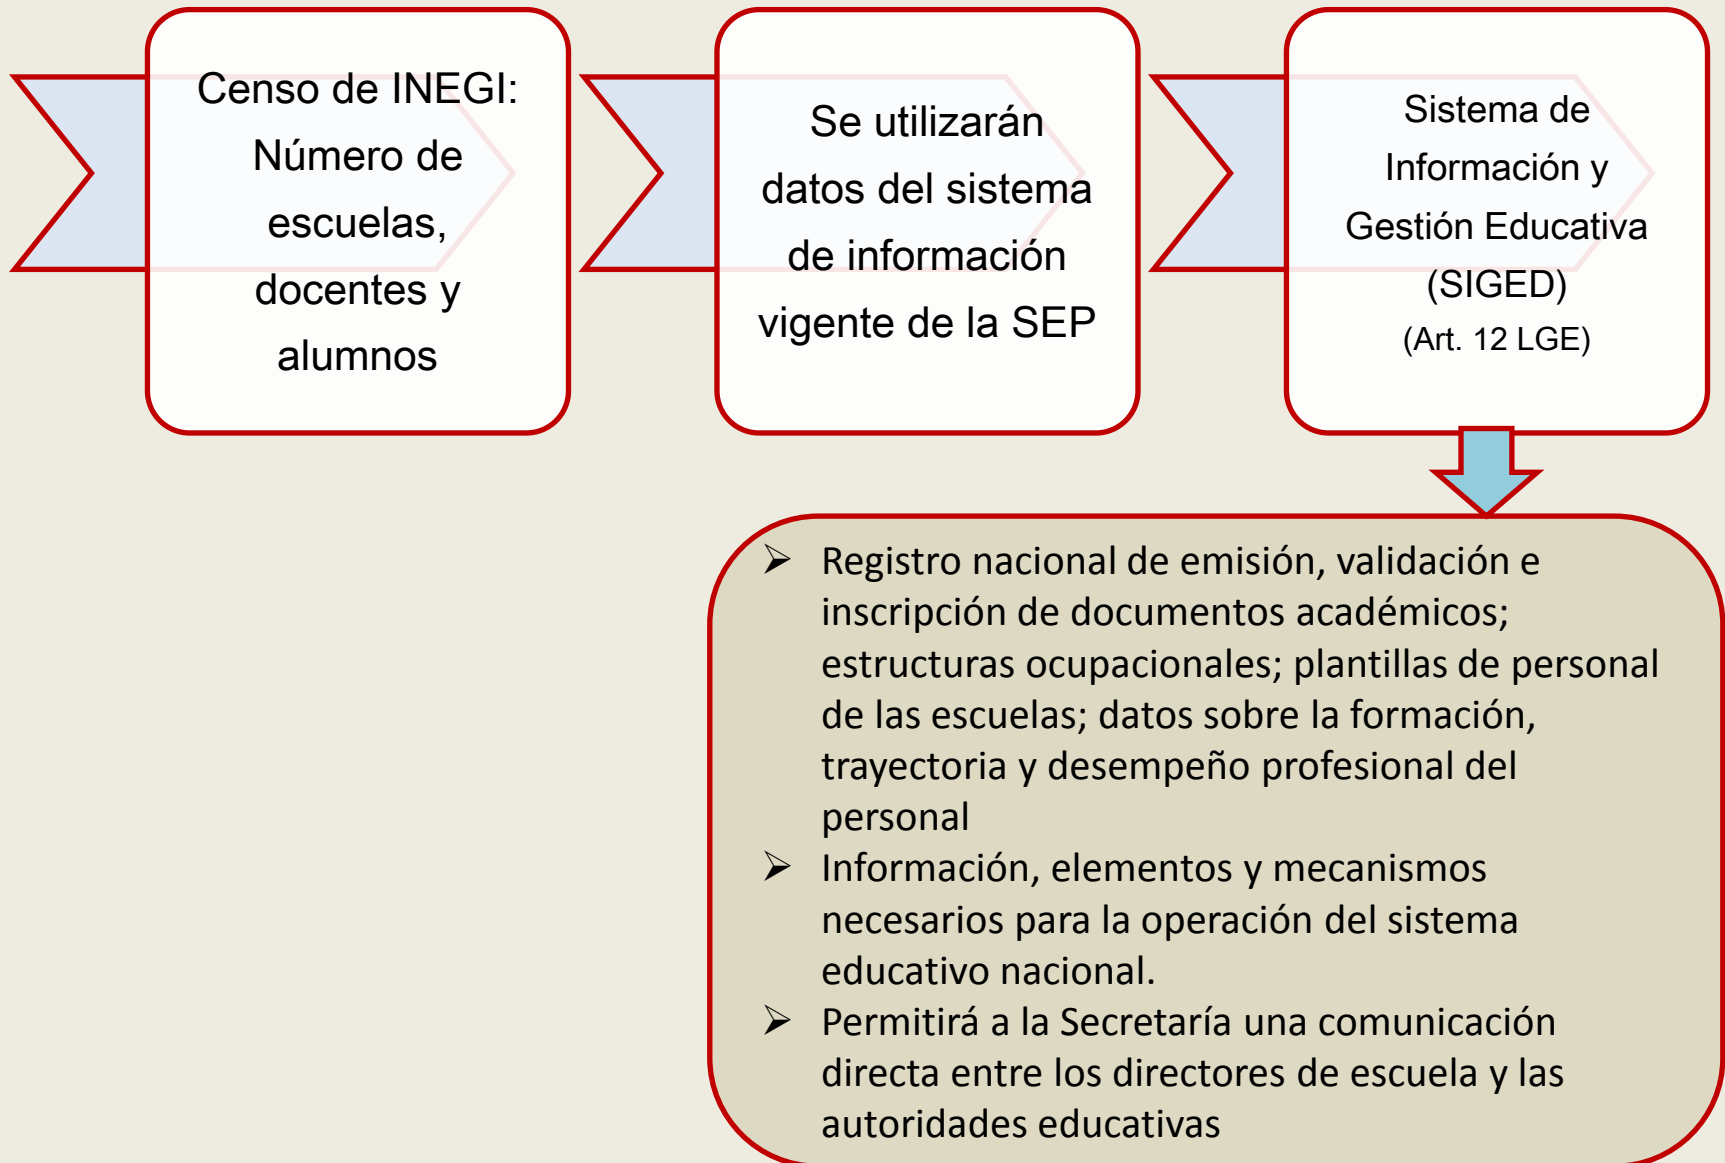 Censo de INEGI:
Número de
escuelas,
docentes y
alumnos
Se utilizarán
datos del sistema
de información
vigente de la SEP
Sistema de
Información y
Gestión Educativa
(SIGED)
(Art. 12 LGE)
➢ Registro nacional de emisión, validación e
inscripción de documentos académicos;
estructuras ocupacionales; plantillas de personal
de las escuelas; datos sobre la formación,
trayectoria y desempeño profesional del
personal
➢ Información, elementos y mecanismos
necesarios para la operación del sistema
educativo nacional.
➢ Permitirá a la Secretaría una comunicación
directa entre los directores de escuela y las
autoridades educativas